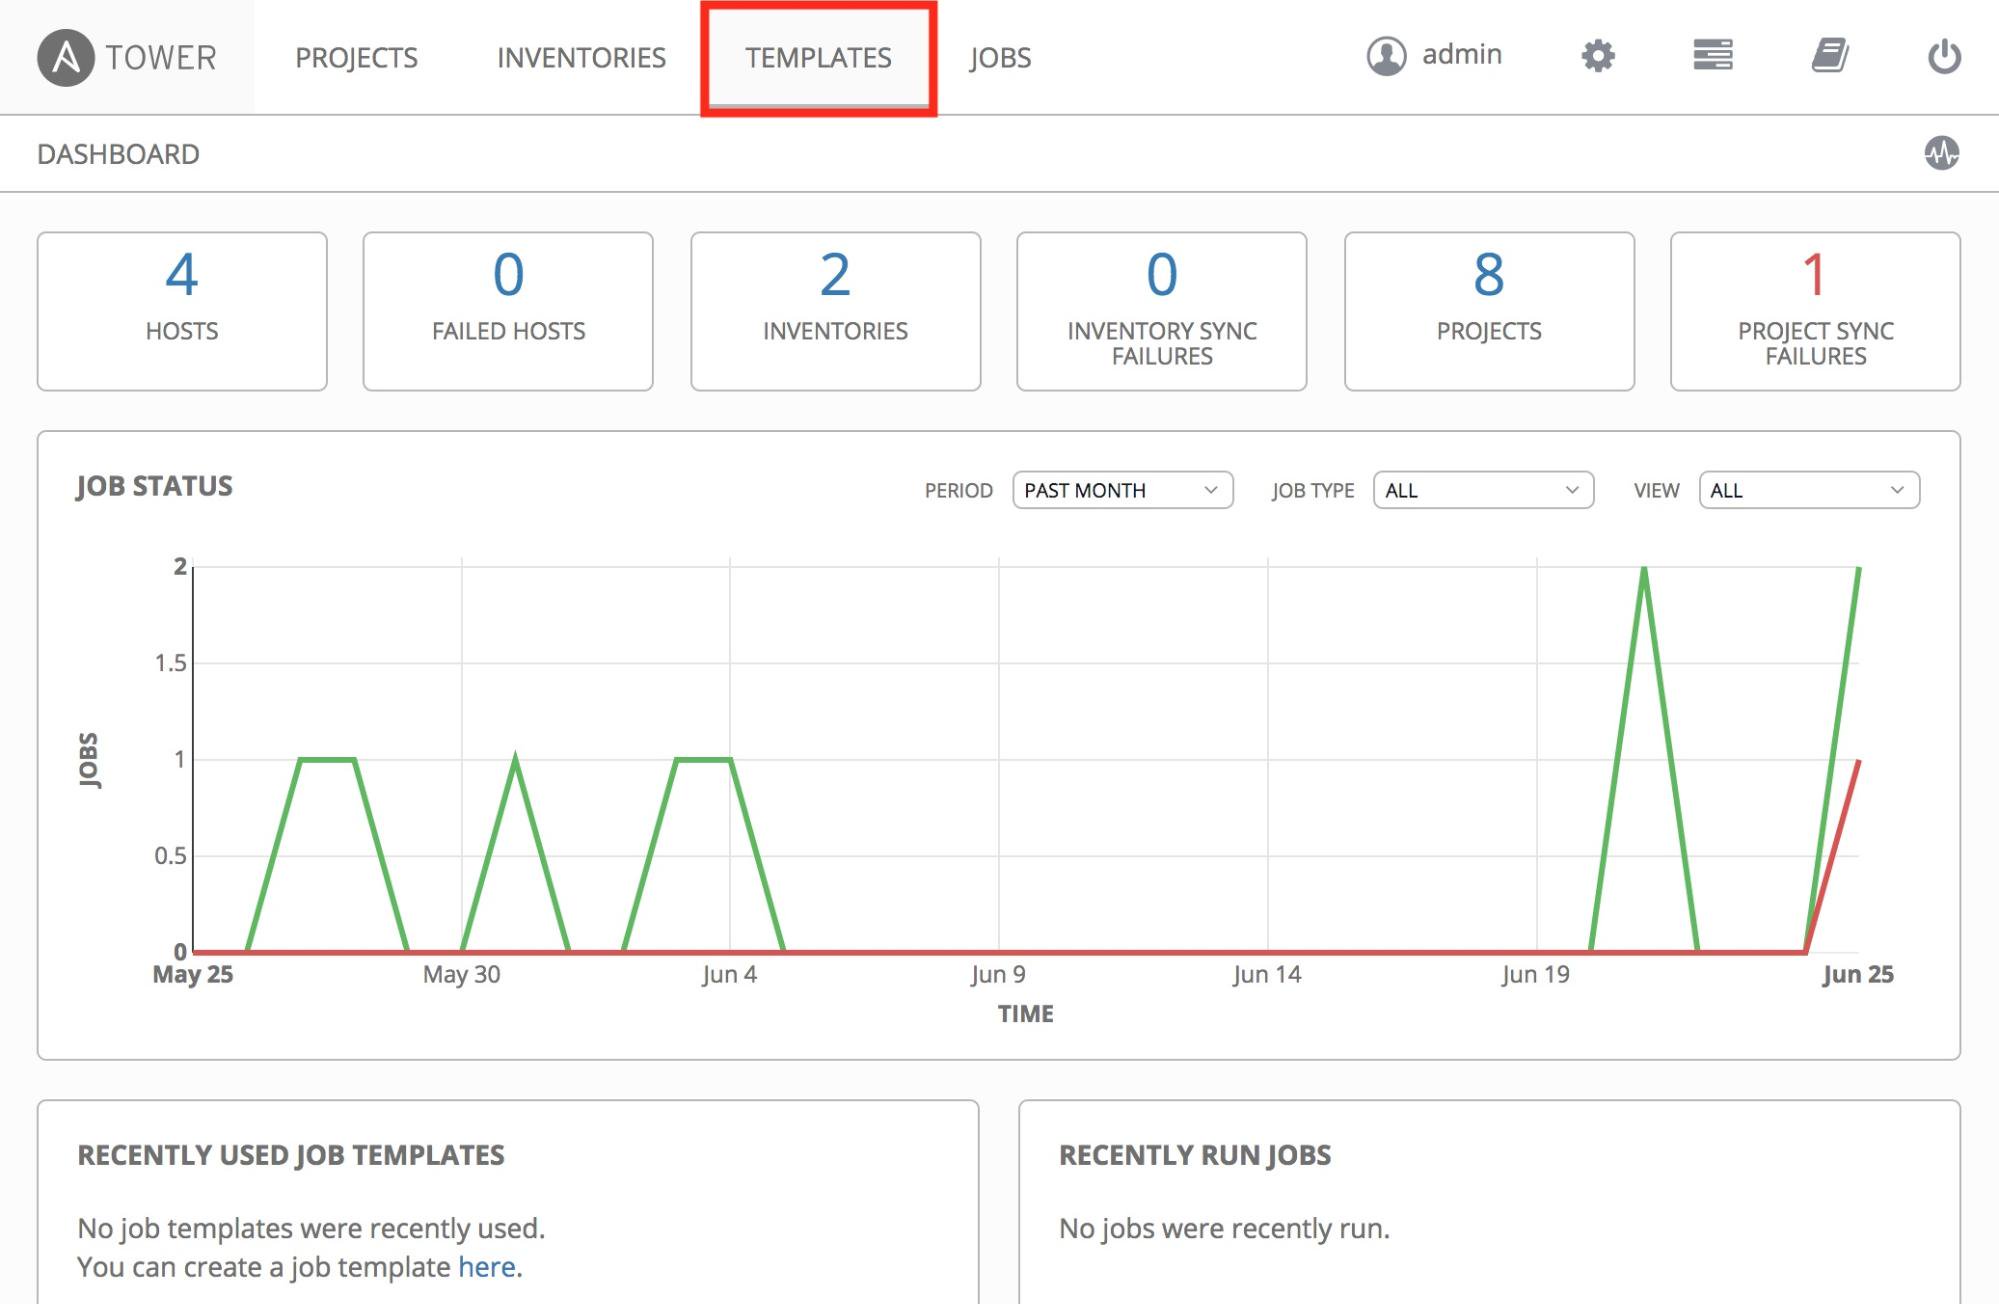 TOWER PROJECTS INVENTORIES TEMPLATES JOBS admin
DASHBOARD
4 0 2 0 8 1
HOSTS FAILED HOSTS INVENTORIES INVENTORY SYNC PROJECTS PROJECT SYNC
FAILURES FAILURES
JOB STATUS PERIOD PAST MONTH JOB TYPE ALL VIEW ALL
2
1.5
1
JOBS
0.5
0
May 25 May 30 Jun 4 Jun 9 Jun 14 Jun 19 Jun 25
TIME
RECENTLY USED JOB TEMPLATES
No job templates were recently used.
You can create a job template here.
RECENTLY RUN JOBS
No jobs were recently run.